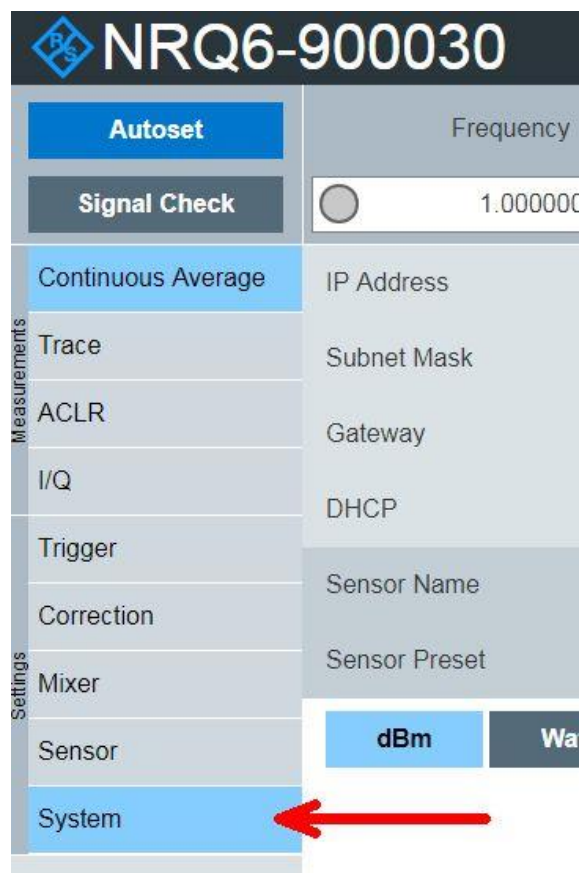 R&S
NRQ6-900030
Autoset
Frequency
Signal Check
1.000000
Measurements
Continuous Average
IP Address
Trace
Subnet Mask
ACLR
Gateway
I/Q
DHCP
Settings
Trigger
Sensor Name
Correction
Sensor Preset
Mixer
dBm
Sensor
System